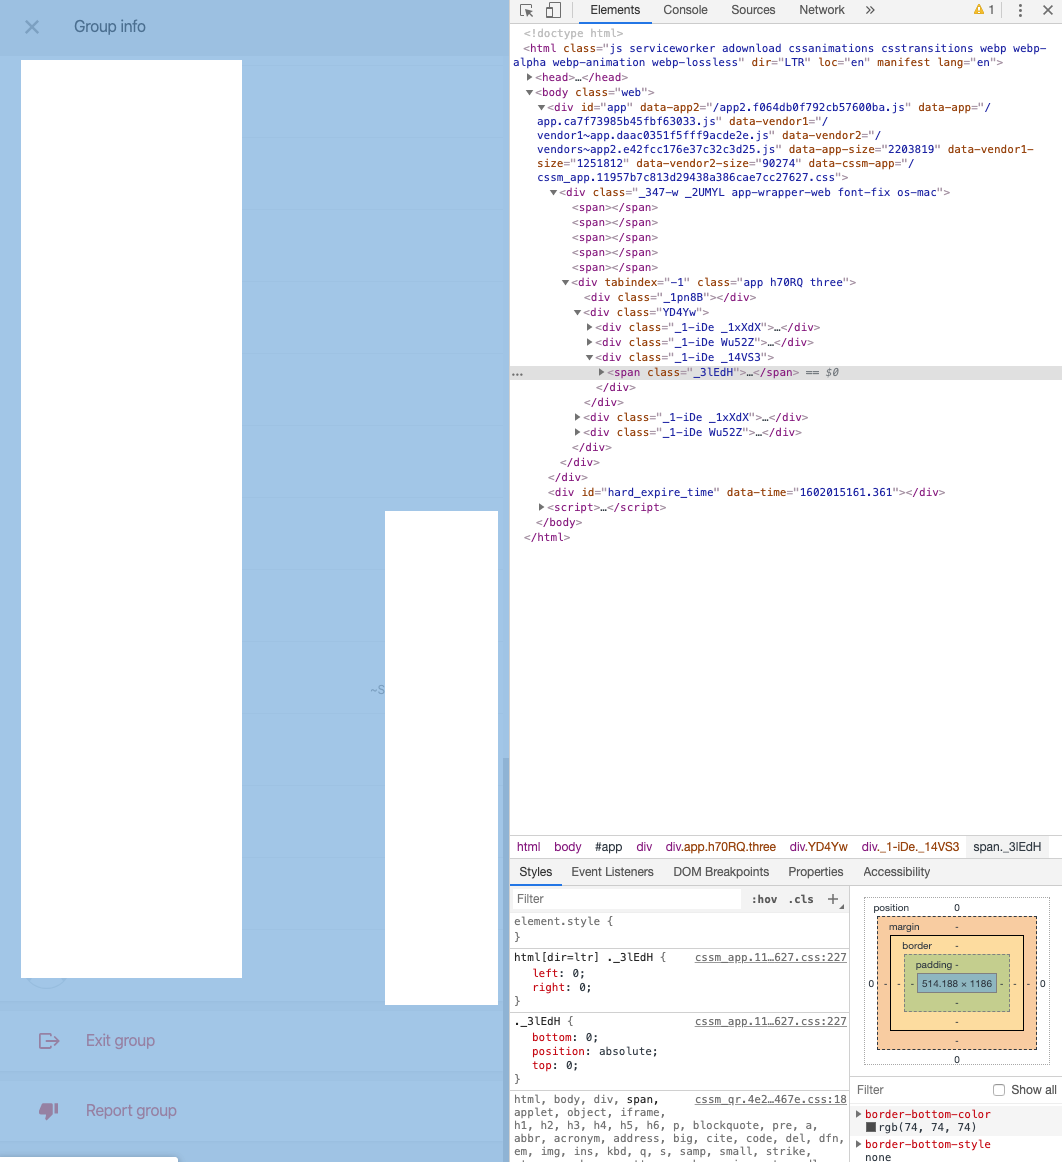 Group info
~S
Exit group
Report group
Elements Console Sources Network » 1
<!doctype html>
<html class="js serviceworker adownload cssanimations csstransitions webp webp-
alpha webp-animation webp-lossless" dir="LTR" loc="en" manifest lang="en">
<head>…</head>
<body class="web">
<div id="app" data-app2="/app2.f064db0f792cb57600ba.js" data-app="/
app.ca7f73985b45fbf63033.js" data-vendor1="/
vendor1~app.daac0351f5fff9acde2e.js" data-vendor2="/
vendors~app2.e42fcc176e37c32c3d25.js" data-app-size="2203819" data-vendor1-
size="1251812" data-vendor2-size="90274" data-cssm-app="/
cssm_app.11957b7c813d29438a386cae7cc27627.css">
<div class="_347-w _2UMYL app-wrapper-web font-fix os-mac">
<span></span>
<span></span>
<span></span>
<span></span>
<span></span>
<div tabindex="-1" class="app h70RQ three">
<div class="_1pn8B"></div>
<div class="YD4Yw">
<div class="_1-iDe _1xXdX">…</div>
<div class="_1-iDe Wu52Z">…</div>
<div class="_1-iDe _14VS3">
… <span class="_3lEdH">…</span> == $0
</div>
</div>
<div class="_1-iDe _1xXdX">…</div>
<div class="_1-iDe Wu52Z">…</div>
</div>
</div>
</div>
<div id="hard_expire_time" data-time="1602015161.361"></div>
<script>…</script>
</body>
</html>
html body #app div div.app.h70RQ.three div.YD4Yw div._1-iDe._14VS3 span._3lEdH
Styles Event Listeners DOM Breakpoints Properties Accessibility
Filter :hov .cls +
element.style {
}
html[dir=ltr] ._3lEdH { cssm_app.11…627.css:227
left: 0;
right: 0;
}
._3lEdH { cssm_app.11…627.css:227
bottom: 0;
position: absolute;
top: 0;
}
html, body, div, span, cssm_qr.4e2…467e.css:18
applet, object, iframe,
h1, h2, h3, h4, h5, h6, p, blockquote, pre, a,
abbr, acronym, address, big, cite, code, del, dfn,
em, img, ins, kbd, q, s, samp, small, strike,
position 0
margin -
border -
padding -
0 - - - 514.188 × 1186 - - - 0
-
-
-
0
Filter Show all
border-bottom-color
rgb(74, 74, 74)
border-bottom-style
none